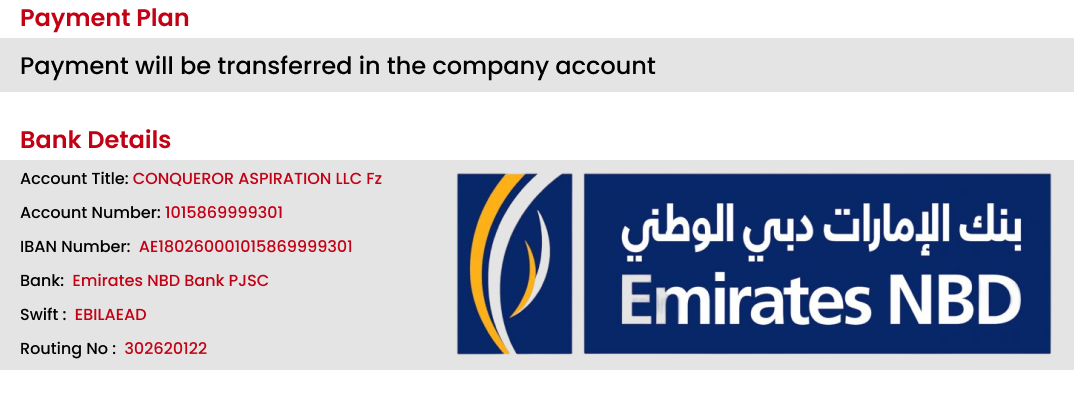 Payment Plan
Payment will be transferred in the company account
Bank Details
Account Title: CONQUEROR ASPIRATION LLC Fz
Account Number: 1015869999301
IBAN Number: AE180260001015869999301
Bank: Emirates NBD Bank PJSC
Swift : EBILAEAD
Routing No : 302620122
بنك الإمارات دبي الوطني
Emirates NBD